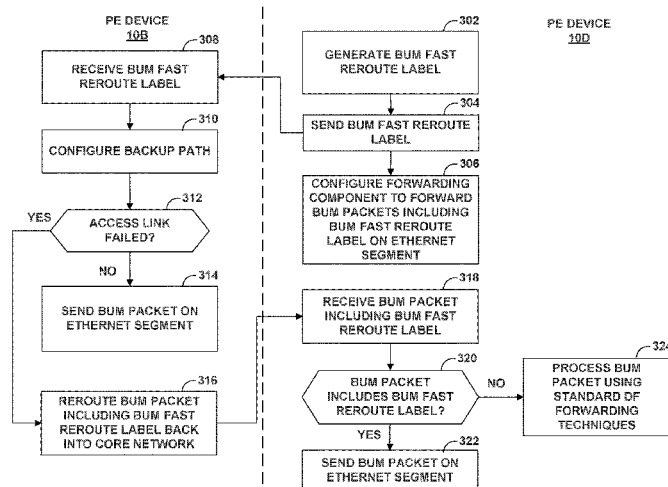 PE DEVICE
10B
308
RECEIVE BUM FAST
REROUTE LABEL
310
CONFIGURE BACKUP PATH
312
YES
ACCESS LINK
FAILED?
NO
314
SEND BUM PACKET ON
ETHERNET SEGMENT
316
REROUTE BUM PACKET
INCLUDING BUM FAST
REROUTE LABEL BACK
INTO CORE NETWORK
PE DEVICE
10D
302
GENERATE BUM FAST
REROUTE LABEL
304
SEND BUM FAST REROUTE
LABEL
306
CONFIGURE FORWARDING
COMPONENT TO FORWARD
BUM PACKETS INCLUDING
BUM FAST REROUTE
LABEL ON ETHERNET
SEGMENT
318
RECEIVE BUM PACKET
INCLUDING BUM FAST
REROUTE LABEL
320
BUM PACKET
INCLUDES BUM FAST
REROUTE LABEL?
NO
YES
322
SEND BUM PACKET ON
ETHERNET SEGMENT
324
PROCESS BUM
PACKET USING
STANDARD DF
FORWARDING
TECHNIQUES